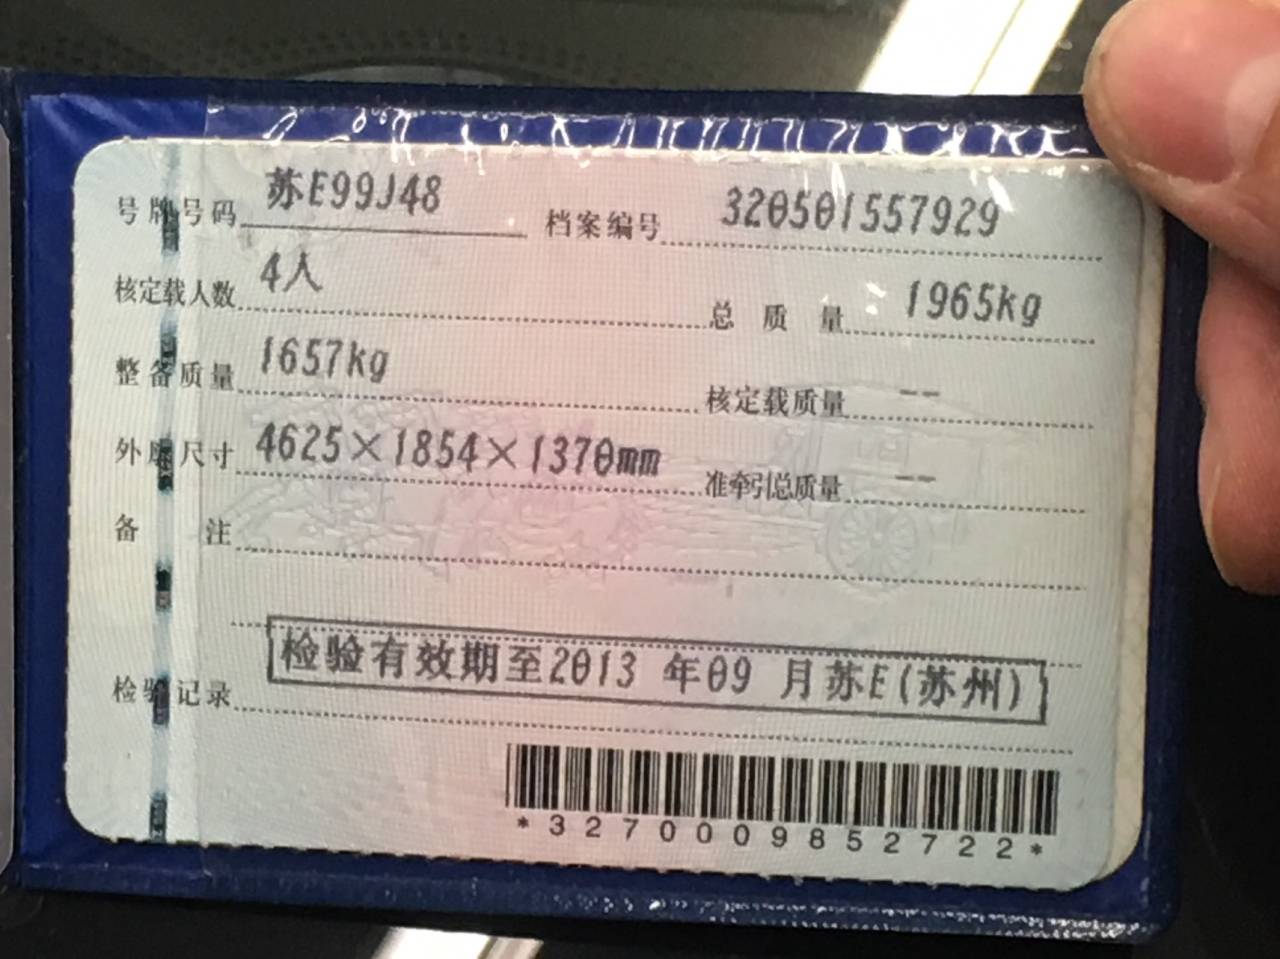 号牌号码 苏E99J48 档案编号 320501557929
核定载人数 4人 总质量 1965kg
整备质量 1657kg 核定载质量 --
外廓尺寸 4625×1854×1370mm 准牵引总质量 --
备注
检验记录 检验有效期至2013 年09 月苏E(苏州)
*3270009852722*